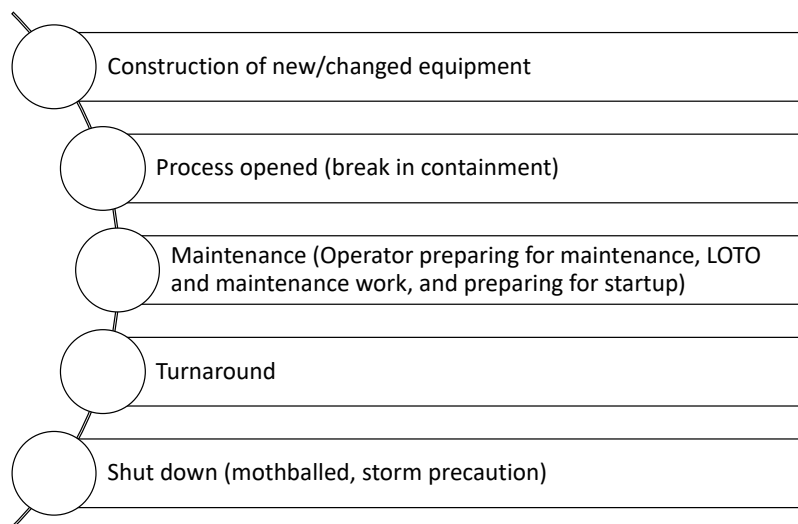 Construction of new/changed equipment
Process opened (break in containment)
Maintenance (Operator preparing for maintenance, LOTO
and maintenance work, and preparing for startup)
Turnaround
Shut down (mothballed, storm precaution)